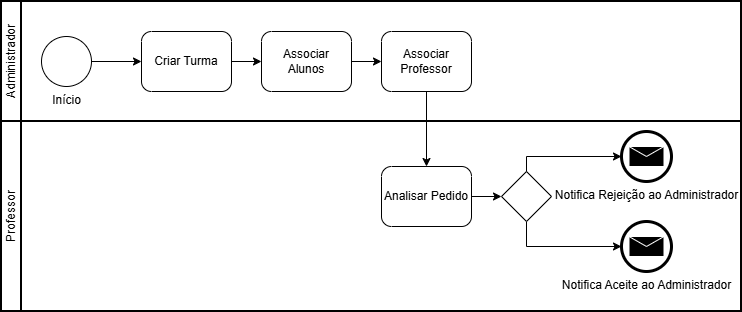 Administrador
Início
Criar Turma
Associar
Alunos
Associar
Professor
Professor
Analisar Pedido
Notifica Rejeição ao Administrador
Notifica Aceite ao Administrador